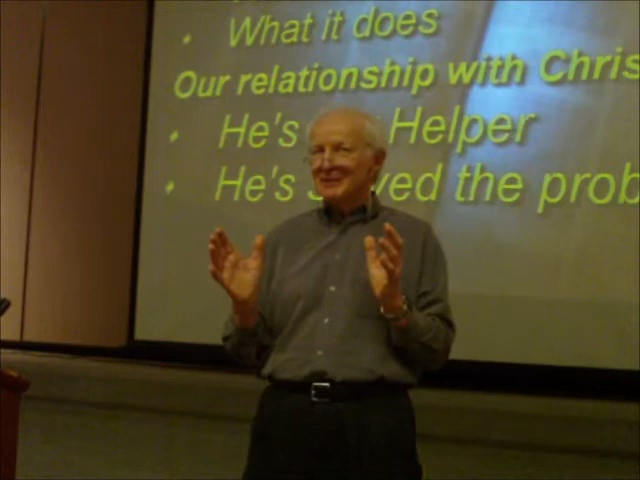 • What it does
Our relationship with Chris
• He's Helper
• He's the prob